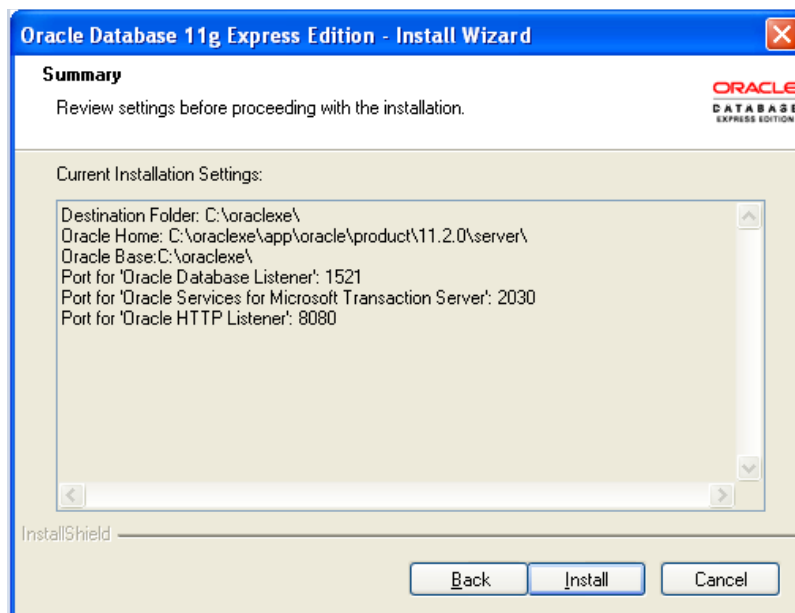 Oracle Database 11g Express Edition - Install Wizard
Summary
Review settings before proceeding with the installation.
ORACLE
DATABASE
EXPRESS EDITION
Current Installation Settings:
Destination Folder: C:\oraclexe\
Oracle Home: C:\oraclexe\app\oracle\product\11.2.0\server\
Oracle Base:C:\oraclexe\
Port for 'Oracle Database Listener': 1521
Port for 'Oracle Services for Microsoft Transaction Server': 2030
Port for 'Oracle HTTP Listener': 8080
InstallShield
Back
Install
Cancel